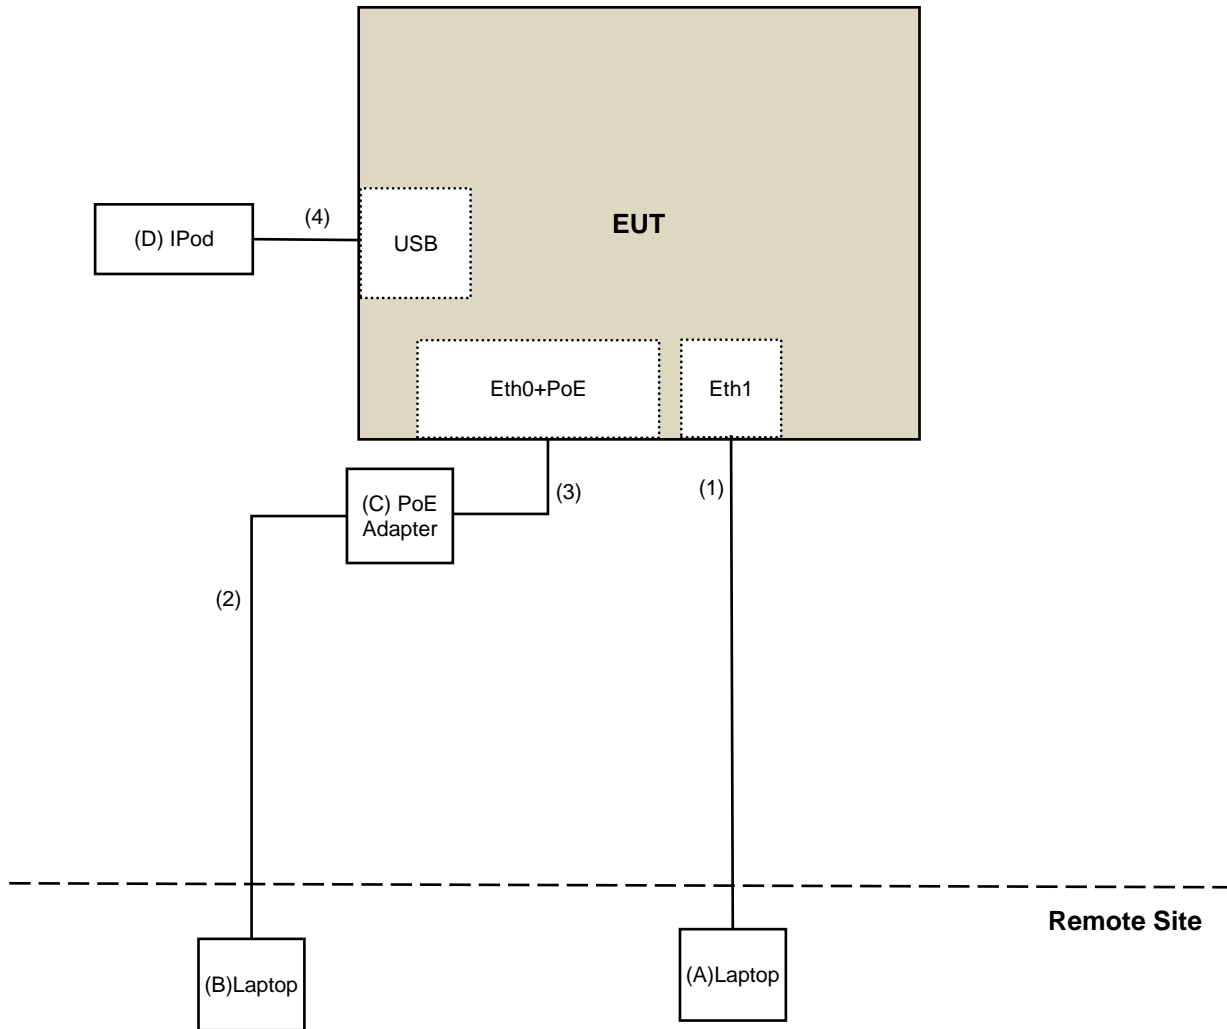 EUT
(4)
(D) IPod
USB
Eth0+PoE
Eth1
(C) PoE
Adapter
(3)
(1)
(2)
Remote Site
(B)Laptop
(A)Laptop